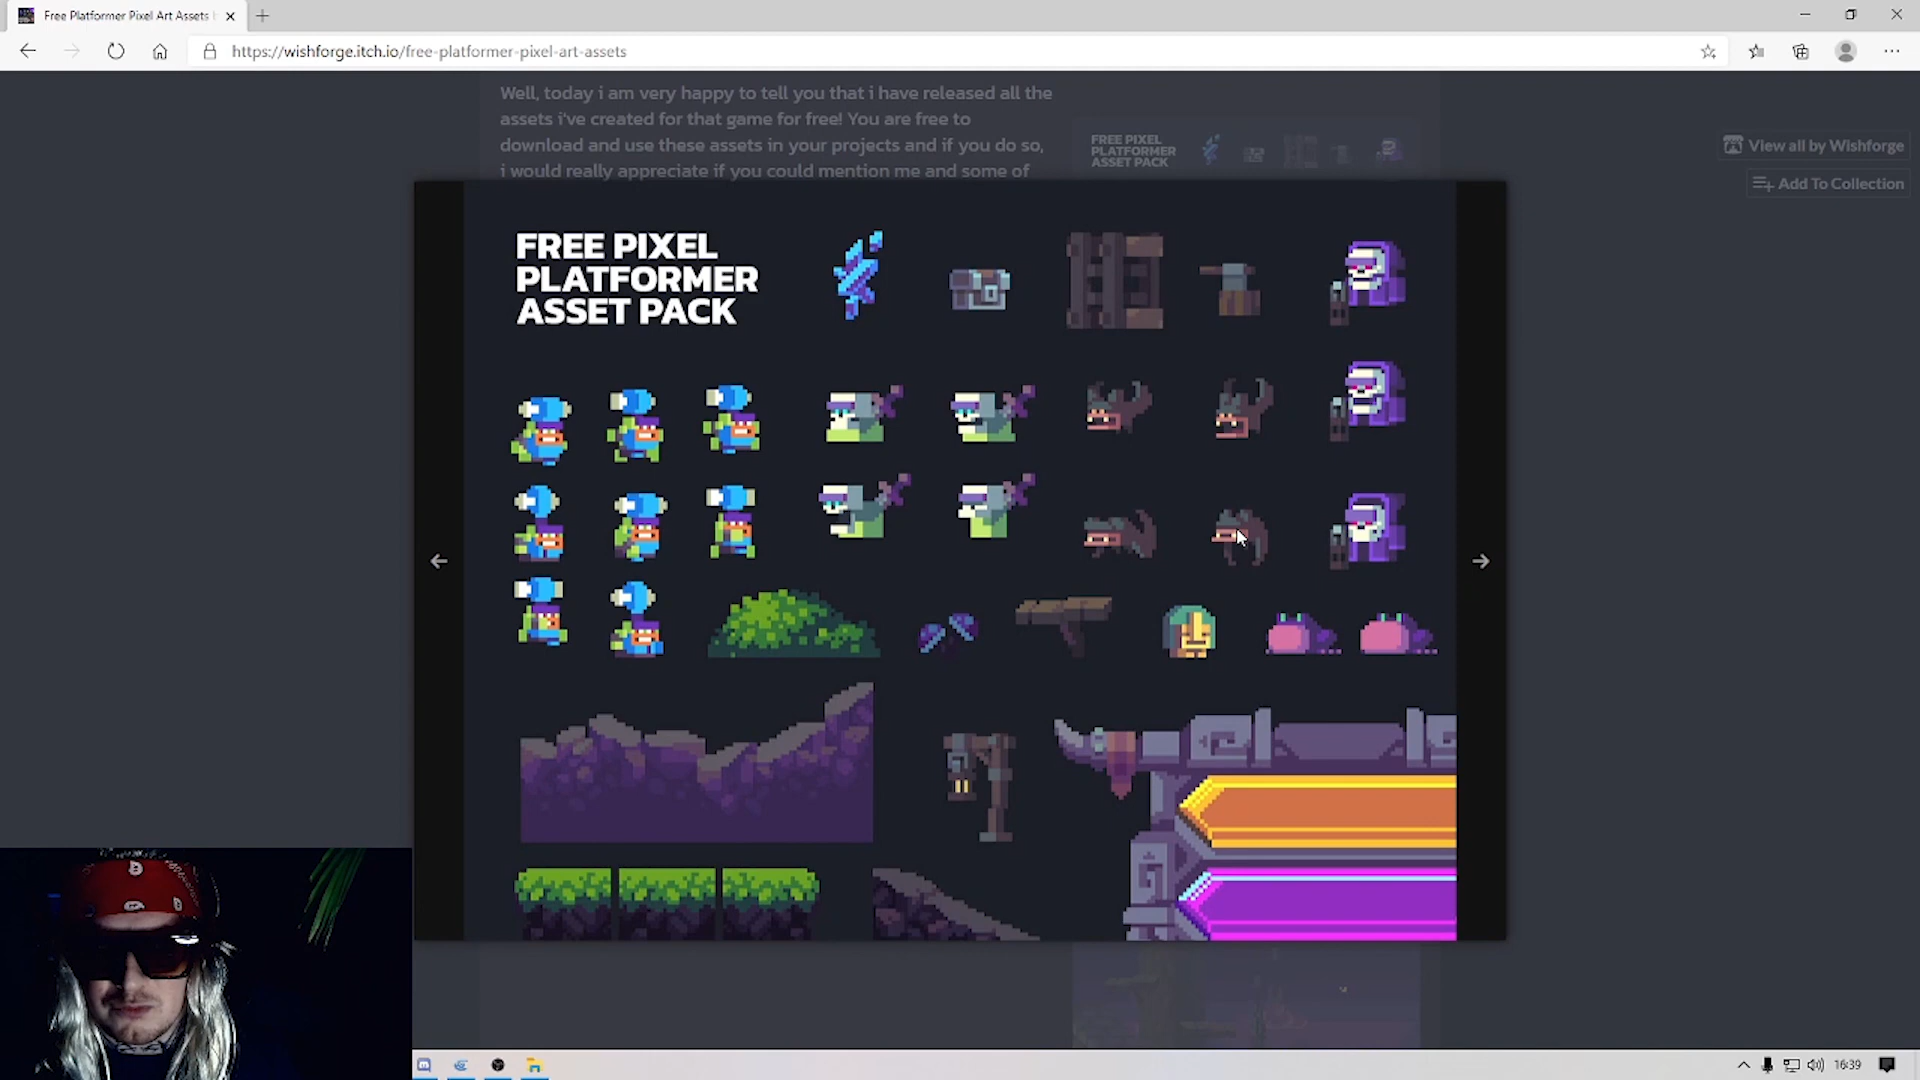 Free Platformer Pixel Art Assets b
https://wishforge.itch.io/free-platformer-pixel-art-assets
Well, today i am very happy to tell you that i have released all the
assets i've created for that game for free! You are free to
download and use these assets in your projects and if you do so,
i would really appreciate if you could mention me and some of
FREE PIXEL
PLATFORMER
ASSET PACK
View all by Wishforge
Add To Collection
FREE PIXEL
PLATFORMER
ASSET PACK
16:39